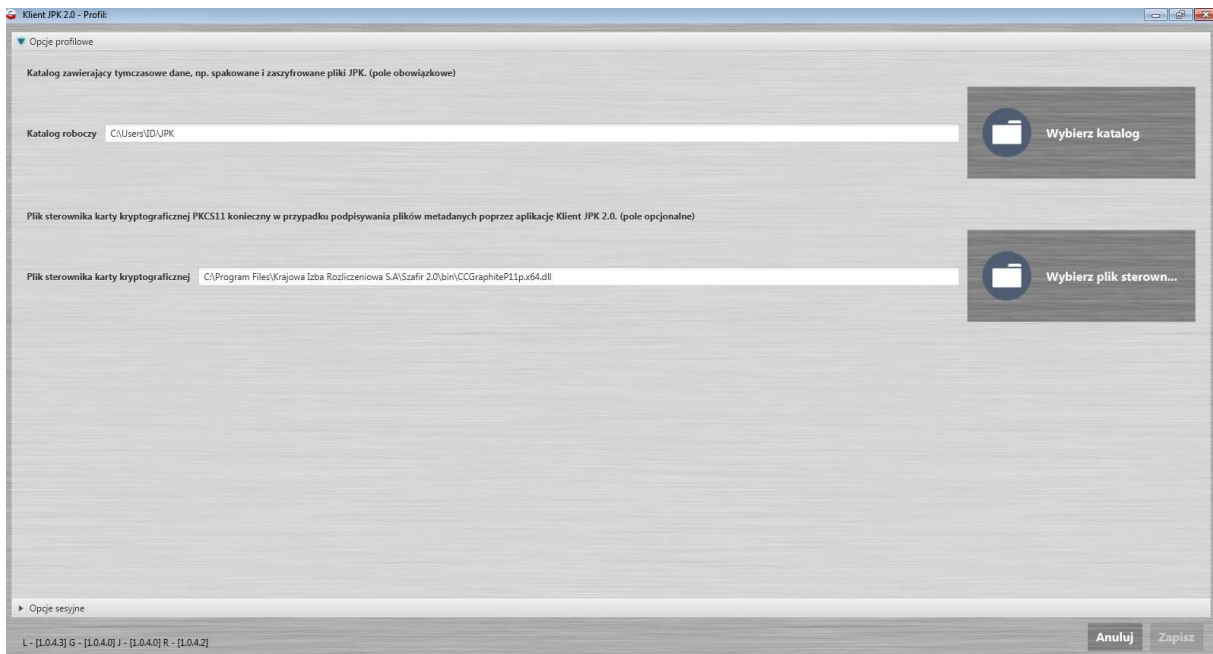 Klient JPK 2.0 - Profil:
Opcje profilowe
Katalog zawierający tymczasowe dane, np. spakowane i zaszyfrowane pliki JPK. (pole obowiązkowe)
Katalog roboczy C:\Users\ID\JPK
Wybierz katalog
Plik sterownika karty kryptograficznej PKCS11 konieczny w przypadku podpisywania plików metadanych poprzez aplikację Klient JPK 2.0. (pole opcjonalne)
Plik sterownika karty kryptograficznej C:\Program Files\Krajowa Izba Rozliczeniowa S.A\Szafir 2.0\bin\CCGraphiteP11p.x64.dll
Wybierz plik sterown...
Opcje sesyjne
L - [1.0.4.3] G - [1.0.4.0] J - [1.0.4.0] R - [1.0.4.2]
Anuluj Zapisz